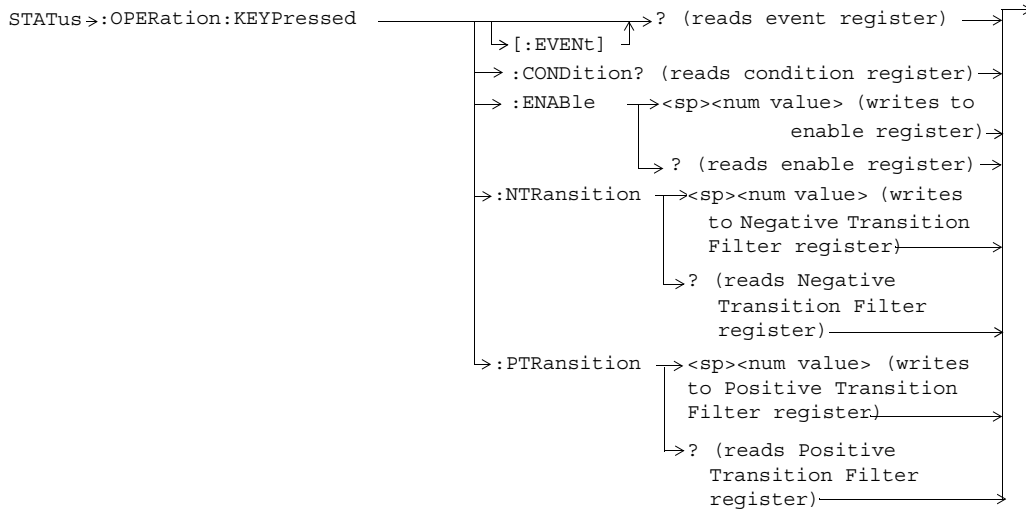 STATus :OPERation:KEYPressed ? (reads event register)
[:EVENt]
:CONDition? (reads condition register)
:ENABle <sp><num value> (writes to
enable register)
? (reads enable register)
:NTRansition <sp><num value> (writes
to Negative Transition
Filter register)
? (reads Negative
Transition Filter
register)
:PTRansition <sp><num value> (writes
to Positive Transition
Filter register)
? (reads Positive
Transition Filter
register)